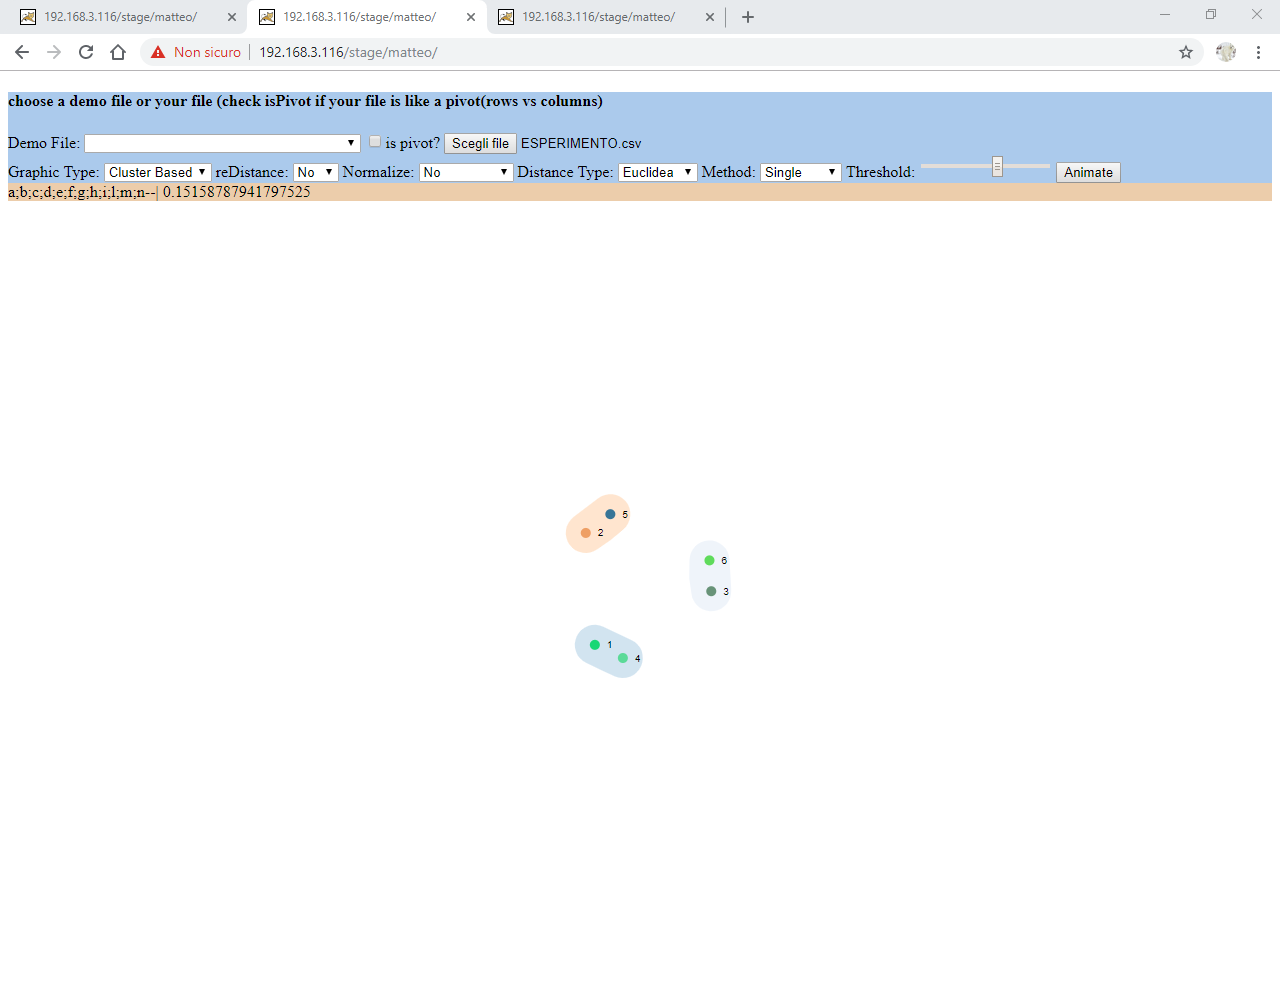 192.168.3.116/stage/matteo/ 192.168.3.116/stage/matteo/ 192.168.3.116/stage/matteo/
Non sicuro 192.168.3.116/stage/matteo/
choose a demo file or your file (check isPivot if your file is like a pivot(rows vs columns)
Demo File: is pivot? Scegli file ESPERIMENTO.csv
Graphic Type: Cluster Based reDistance: No Normalize: No Distance Type: Euclidea Method: Single Threshold: Animate
a;b;c;d;e;f;g;h;i;l;m;n--| 0.15158787941797525
5
2
6
3
1
4